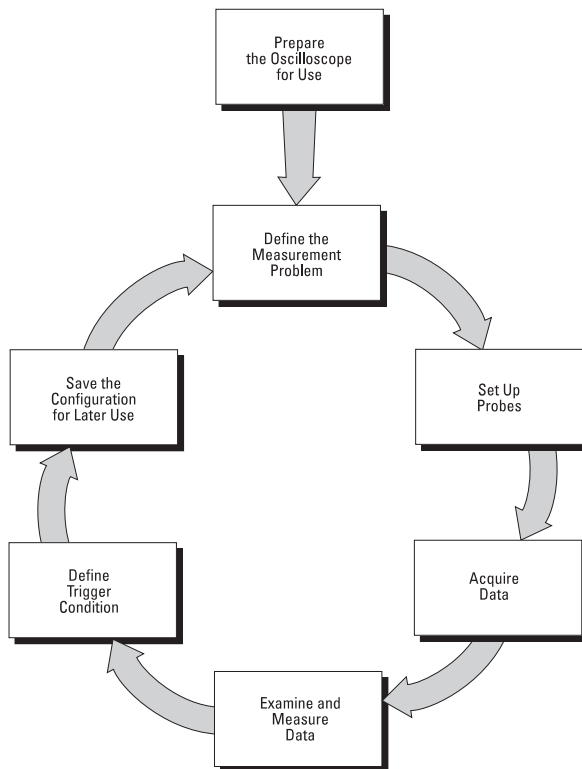 Prepare
the Oscilloscope
for Use
Define the
Measurement
Problem
Set Up
Probes
Acquire
Data
Examine and
Measure
Data
Define
Trigger
Condition
Save the
Configuration
for Later Use